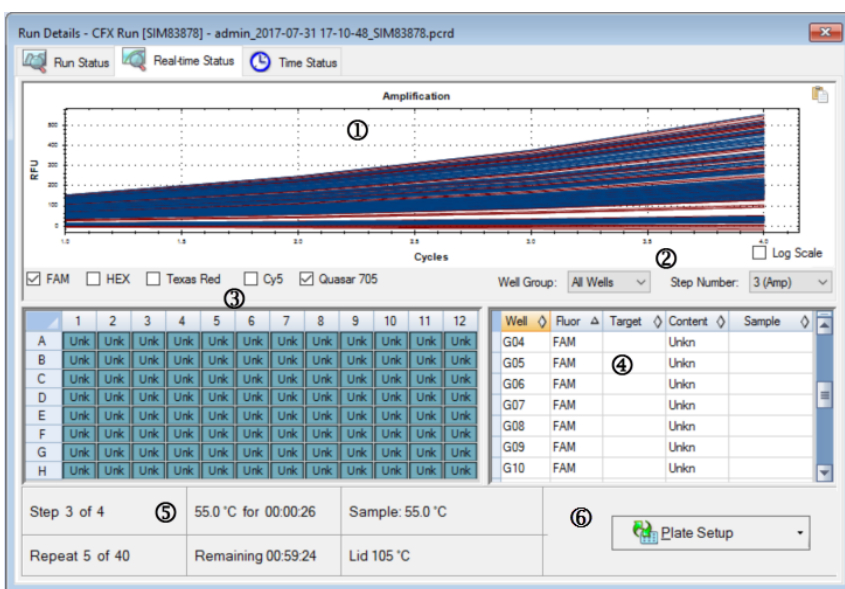 Run Details - CFX Run [SIM83878] - admin_2017-07-31 17-10-48_SIM83878.pcrd
Run Status Real-time Status Time Status
Amplification
①
RFU
500
400
300
200
100
0
1.0 1.5 2.0 2.5 3.0 3.5 4.0
Cycles
②
Log Scale
FAM HEX Texas Red Cy5 Quasar 705
Well Group: All Wells Step Number: 3 (Amp)
③
1 2 3 4 5 6 7 8 9 10 11 12
A Unk Unk Unk Unk Unk Unk Unk Unk Unk Unk Unk Unk
B Unk Unk Unk Unk Unk Unk Unk Unk Unk Unk Unk Unk
C Unk Unk Unk Unk Unk Unk Unk Unk Unk Unk Unk Unk
D Unk Unk Unk Unk Unk Unk Unk Unk Unk Unk Unk Unk
E Unk Unk Unk Unk Unk Unk Unk Unk Unk Unk Unk Unk
F Unk Unk Unk Unk Unk Unk Unk Unk Unk Unk Unk Unk
G Unk Unk Unk Unk Unk Unk Unk Unk Unk Unk Unk Unk
H Unk Unk Unk Unk Unk Unk Unk Unk Unk Unk Unk Unk
Well Fluor Target Content Sample
G04 FAM Unkn
G05 FAM Unkn
④
G06 FAM Unkn
G07 FAM Unkn
G08 FAM Unkn
G09 FAM Unkn
G10 FAM Unkn
Step 3 of 4 ⑤ 55.0 °C for 00:00:26 Sample: 55.0 °C
⑥
Plate Setup
Repeat 5 of 40 Remaining 00:59:24 Lid 105 °C